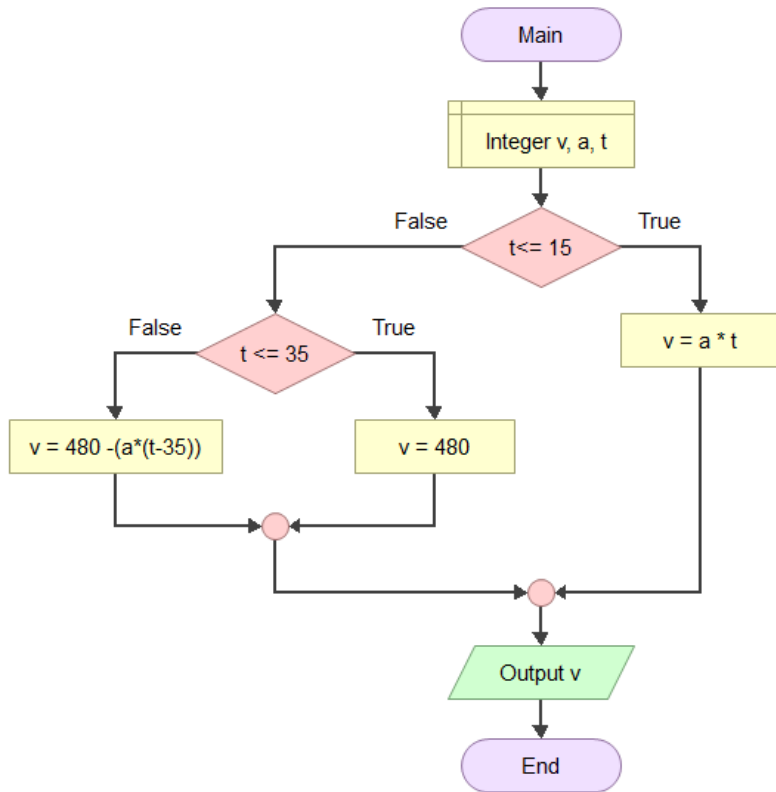 Main
Integer v, a, t
False
True
t<= 15
False
True
v = a * t
t <= 35
v = 480 -(a*(t-35))
v = 480
Output v
End